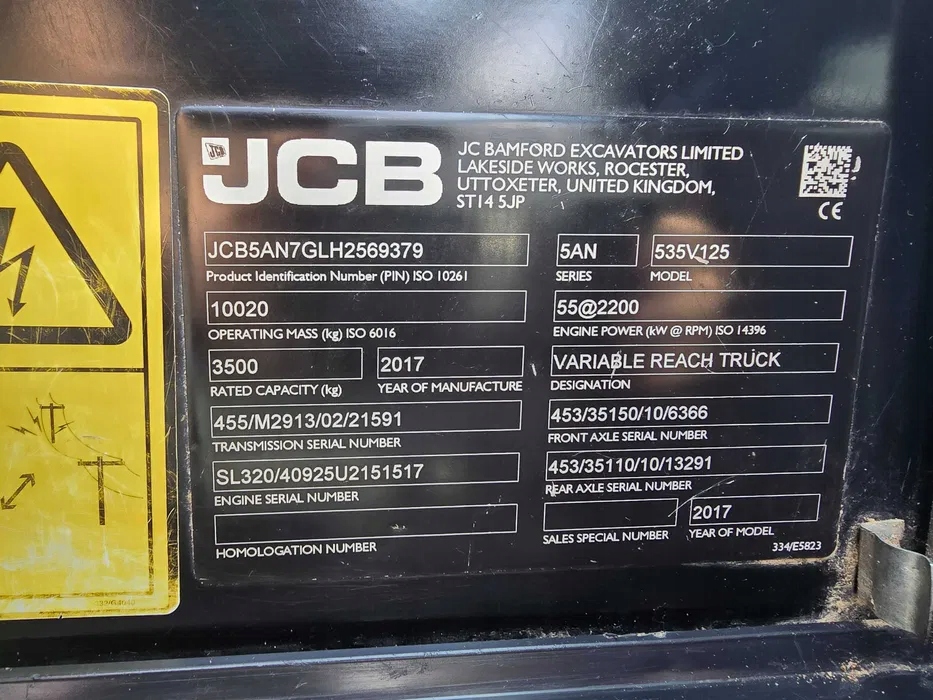 JCB
JC BAMFORD EXCAVATORS LIMITED
LAKESIDE WORKS, ROCESTER,
UTTOXETER, UNITED KINGDOM,
ST14 5JP
CE
JCB5AN7GLH2569379
Product Identification Number (PIN) ISO 10261
5AN
SERIES
535V125
MODEL
10020
OPERATING MASS (kg) ISO 6016
55@2200
ENGINE POWER (kW @ RPM) ISO 14396
3500
RATED CAPACITY (kg)
2017
YEAR OF MANUFACTURE
VARIABLE REACH TRUCK
DESIGNATION
455/M2913/02/21591
TRANSMISSION SERIAL NUMBER
453/35150/10/6366
FRONT AXLE SERIAL NUMBER
SL320/40925U2151517
ENGINE SERIAL NUMBER
453/35110/10/13291
REAR AXLE SERIAL NUMBER
HOMOLOGATION NUMBER
SALES SPECIAL NUMBER
2017
YEAR OF MODEL
334/E5823